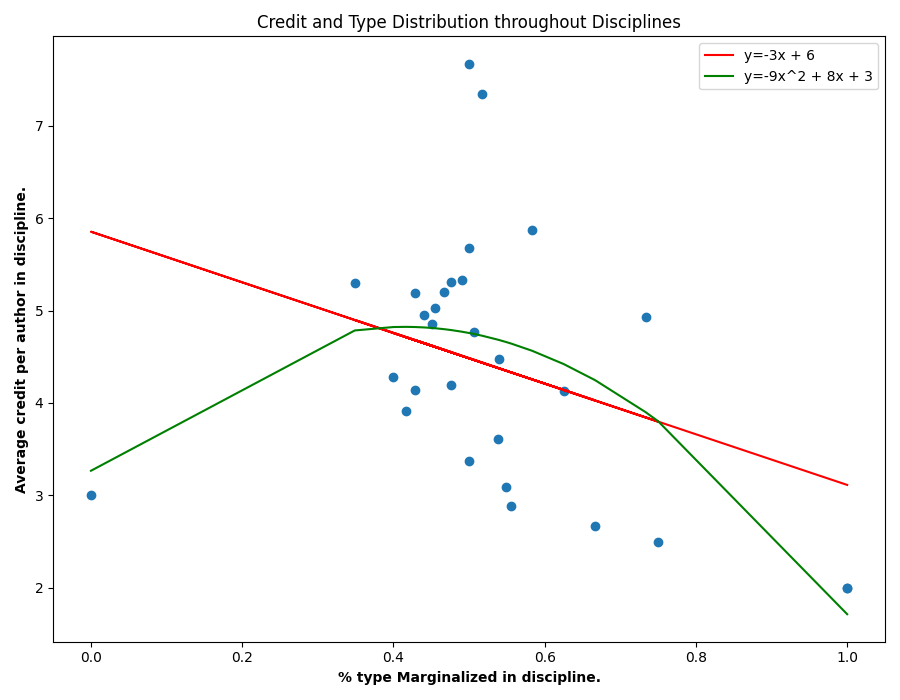 Credit and Type Distribution throughout Disciplines
y=-3x + 6
y=-9x^2 + 8x + 3
Average credit per author in discipline.
7
6
5
4
3
2
0.0 0.2 0.4 0.6 0.8 1.0
% type Marginalized in discipline.